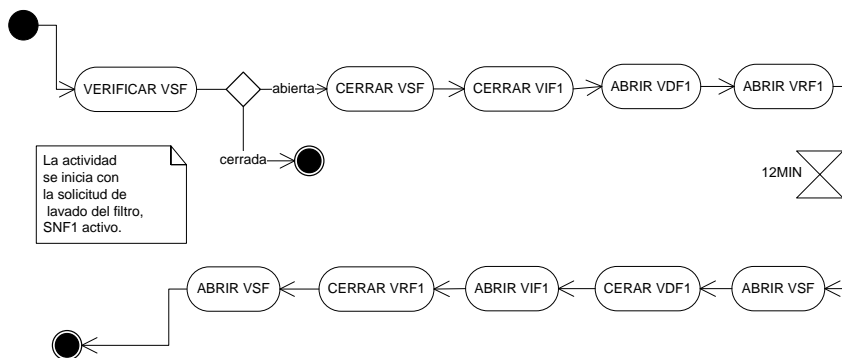 VERIFICAR VSF
abierta
CERRAR VSF
CERRAR VIF1
ABRIR VDF1
ABRIR VRF1
cerrada
La actividad
se inicia con
la solicitud de
lavado del filtro,
SNF1 activo.
12MIN
ABRIR VSF
CERRAR VRF1
ABRIR VIF1
CERAR VDF1
ABRIR VSF